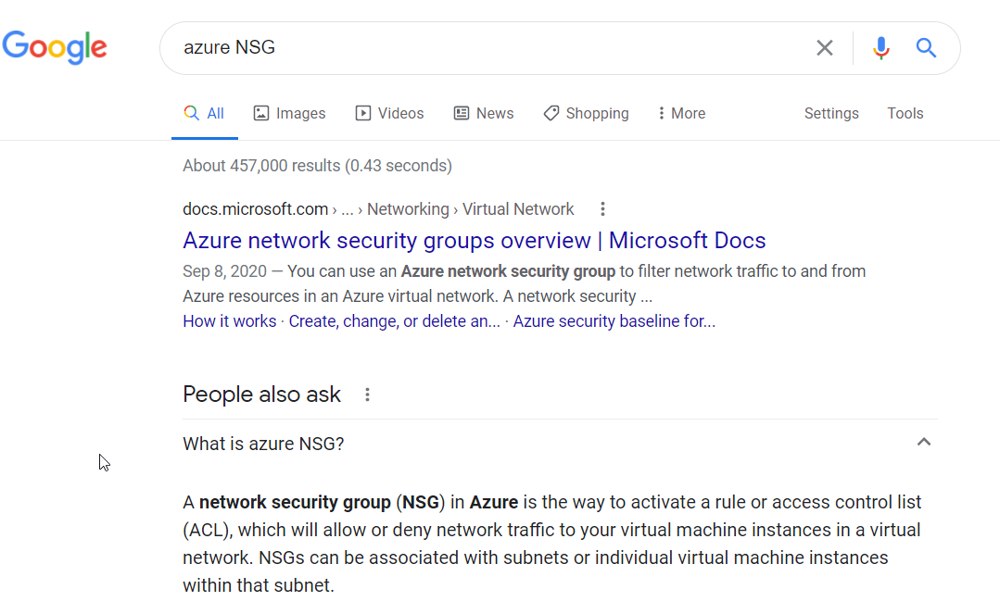 Google
azure NSG
All Images Videos News Shopping More Settings Tools
About 457,000 results (0.43 seconds)
docs.microsoft.com › ... › Networking › Virtual Network
Azure network security groups overview | Microsoft Docs
Sep 8, 2020 — You can use an Azure network security group to filter network traffic to and from
Azure resources in an Azure virtual network. A network security ...
How it works · Create, change, or delete an... · Azure security baseline for...
People also ask
What is azure NSG?
A network security group (NSG) in Azure is the way to activate a rule or access control list
(ACL), which will allow or deny network traffic to your virtual machine instances in a virtual
network. NSGs can be associated with subnets or individual virtual machine instances
within that subnet.